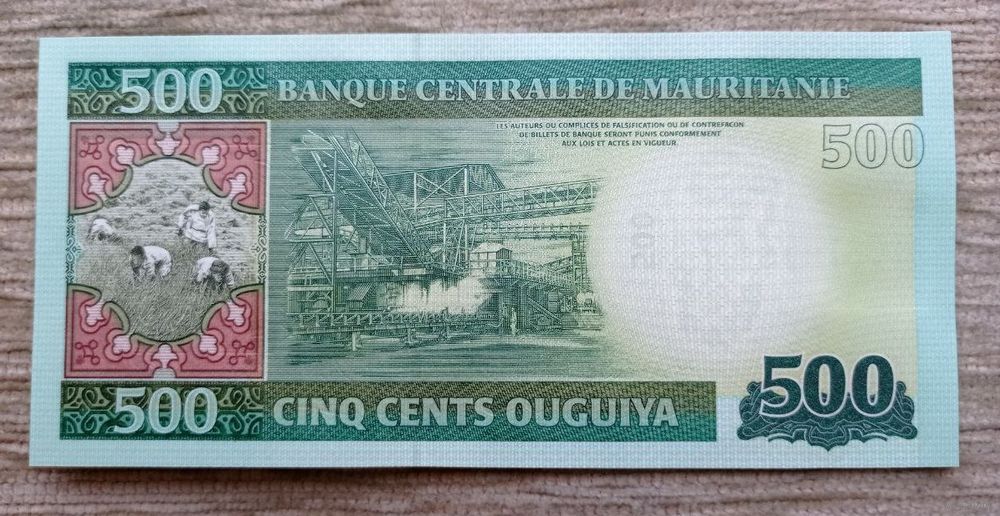 500 BANQUE CENTRALE DE MAURITANIE
LES AUTEURS OU COMPLICES DE FALSIFICATION OU DE CONTREFACON
DE BILLETS DE BANQUE SERONT PUNIS CONFORMEMENT
AUX LOIS ET ACTES EN VIGUEUR
500
500
500 CINQ CENTS OUGUIYA
500